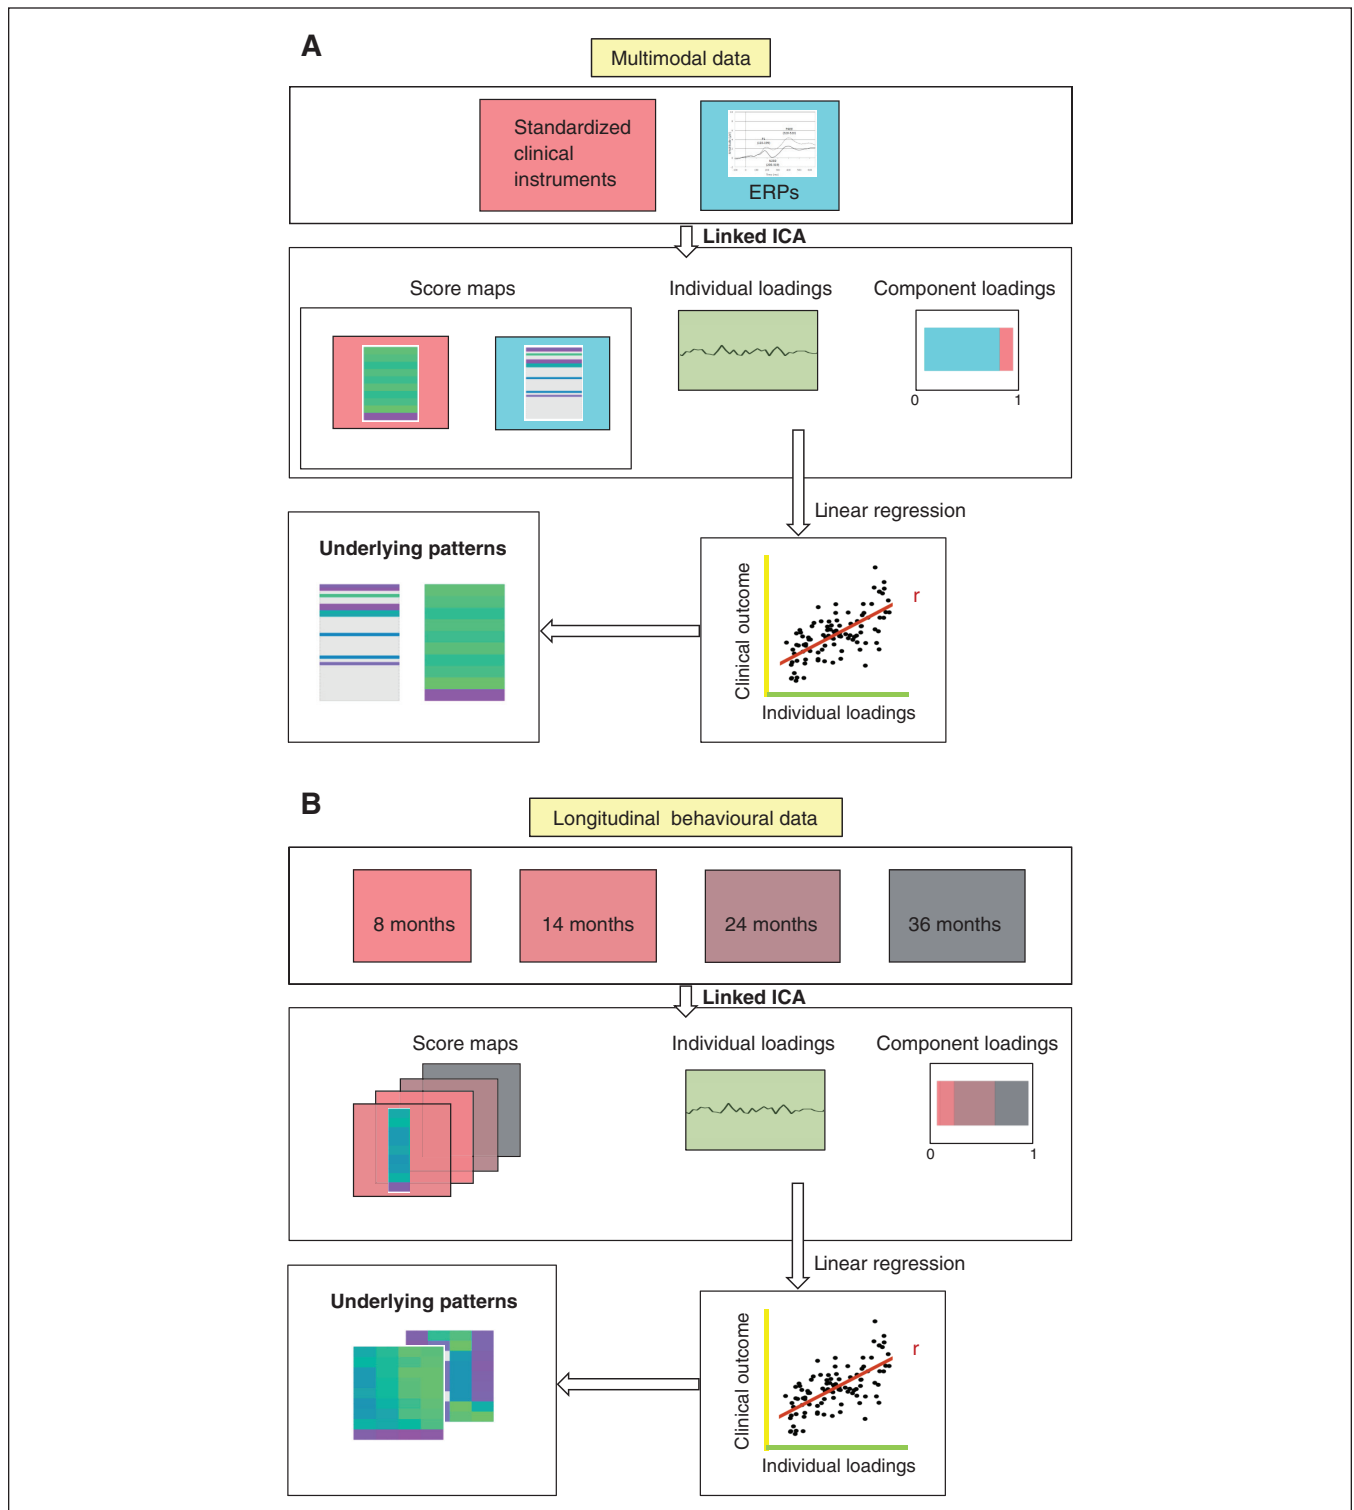 A
Multimodal data
Standardized
clinical
instruments
ERPs
Linked ICA
Score maps
Individual loadings
Component loadings
0 1
Linear regression
Underlying patterns
Clinical outcome
r
Individual loadings
B
Longitudinal behavioural data
8 months
14 months
24 months
36 months
Linked ICA
Score maps
Individual loadings
Component loadings
0 1
Linear regression
Underlying patterns
Clinical outcome
r
Individual loadings